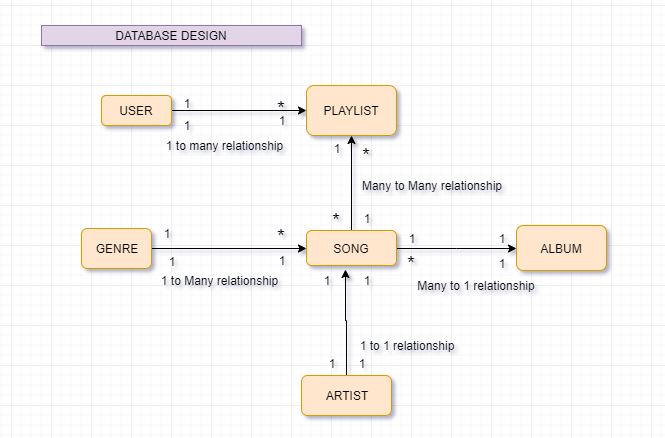 DATABASE DESIGN
USER
1
*
1
1
PLAYLIST
1 to many relationship
1
*
Many to Many relationship
*
1
GENRE
1
*
1
1
SONG
1
1
*
1
ALBUM
1 to Many relationship
Many to 1 relationship
1
1
1 to 1 relationship
1
1
ARTIST